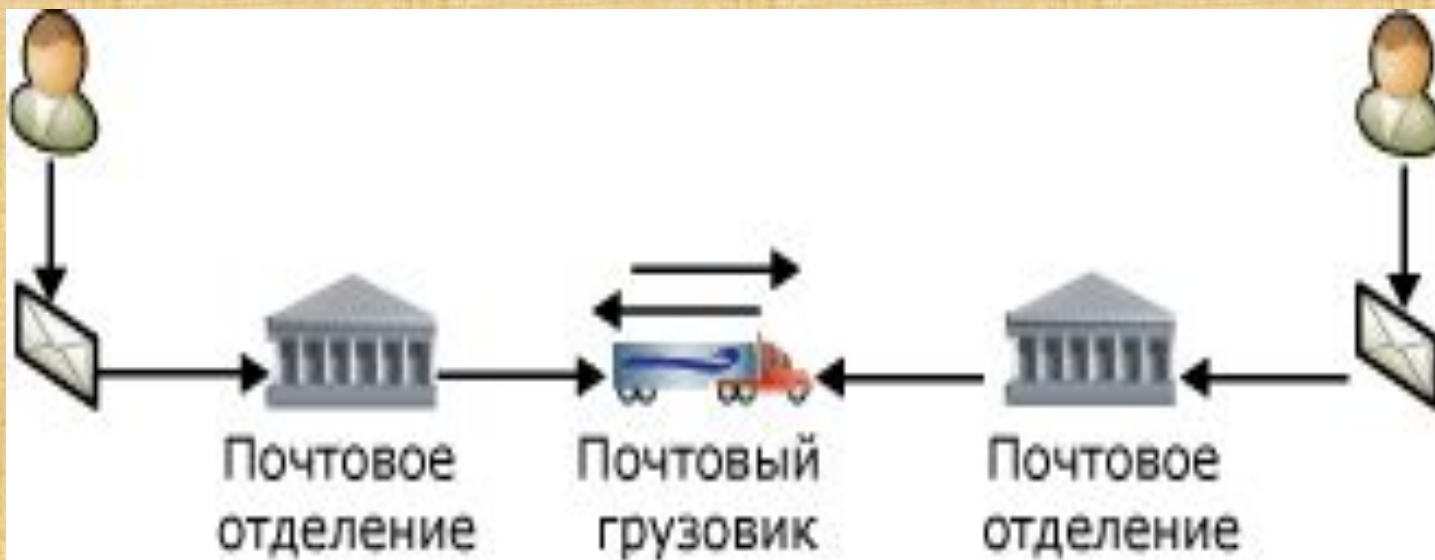 Почтовое
отделение
Почтовый
грузовик
Почтовое
отделение